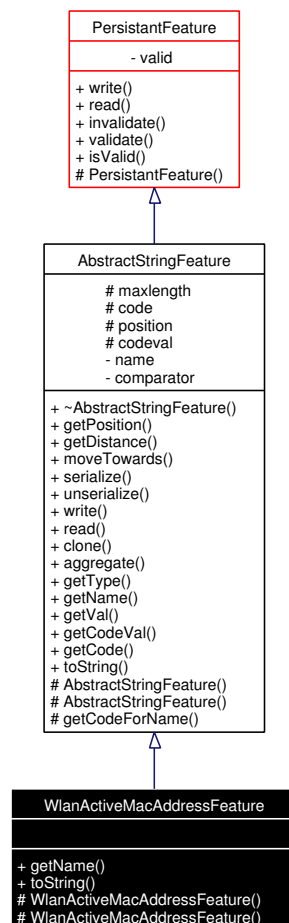 PersistantFeature
- valid
+ write()
+ read()
+ invalidate()
+ validate()
+ isValid()
# PersistantFeature()
AbstractStringFeature
# maxlength
# code
# position
# codeval
- name
- comparator
+ ~AbstractStringFeature()
+ getPosition()
+ getDistance()
+ moveTowards()
+ serialize()
+ unserialize()
+ write()
+ read()
+ clone()
+ aggregate()
+ getType()
+ getName()
+ getVal()
+ getCodeVal()
+ getCode()
+ toString()
# AbstractStringFeature()
# AbstractStringFeature()
# getCodeForName()
WlanActiveMacAddressFeature
+ getName()
+ toString()
# WlanActiveMacAddressFeature()
# WlanActiveMacAddressFeature()